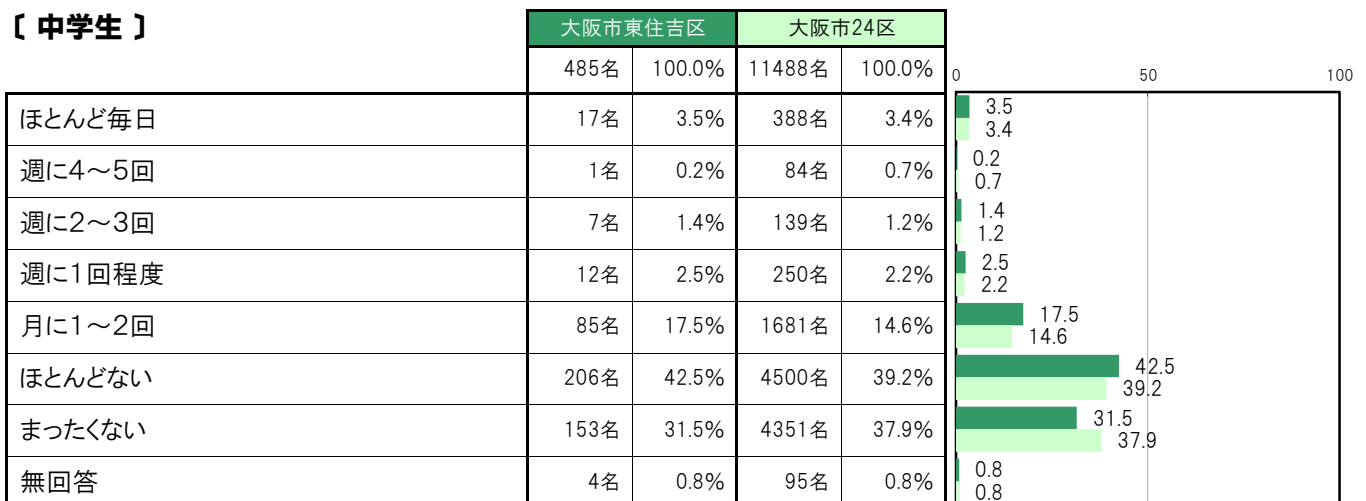 〔 中学生 〕
大阪市東住吉区 大阪市24区
485名 100.0% 11488名 100.0%
0 50 100
ほとんど毎日 17名 3.5% 388名 3.4%
3.5
3.4
週に4～5回 1名 0.2% 84名 0.7%
0.2
0.7
週に2～3回 7名 1.4% 139名 1.2%
1.4
1.2
週に1回程度 12名 2.5% 250名 2.2%
2.5
2.2
月に1～2回 85名 17.5% 1681名 14.6%
17.5
14.6
ほとんどない 206名 42.5% 4500名 39.2%
42.5
39.2
まったくない 153名 31.5% 4351名 37.9%
31.5
37.9
無回答 4名 0.8% 95名 0.8%
0.8
0.8